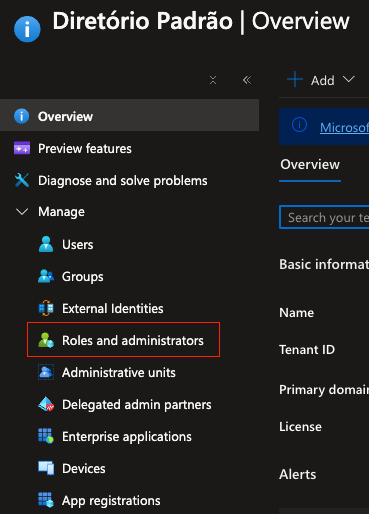 Diretório Padrão | Overview
Add
Overview
Preview features
Diagnose and solve problems
Manage
Users
Groups
External Identities
Roles and administrators
Administrative units
Delegated admin partners
Enterprise applications
Devices
App registrations
Microsof
Overview
Search your te
Basic informat
Name
Tenant ID
Primary domai
License
Alerts